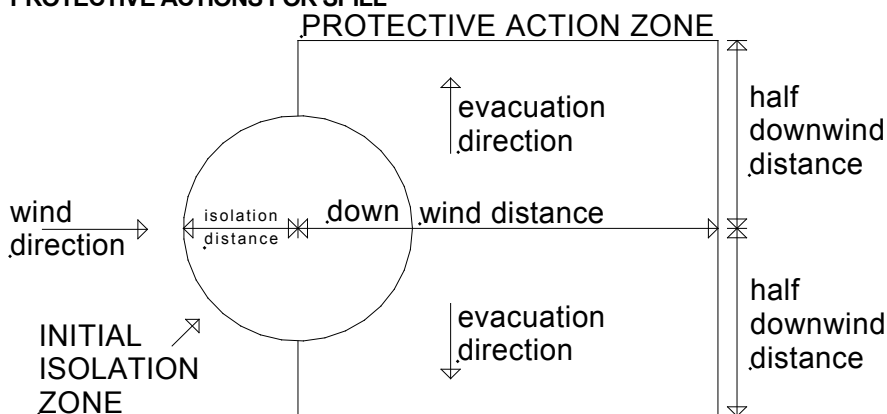 PROTECTIVE ACTIONS FOR SPILL
PROTECTIVE ACTION ZONE
evacuation
direction
half
downwind
distance
wind
direction
isolation
distance
down wind distance
INITIAL
ISOLATION
ZONE
evacuation
direction
half
downwind
distance